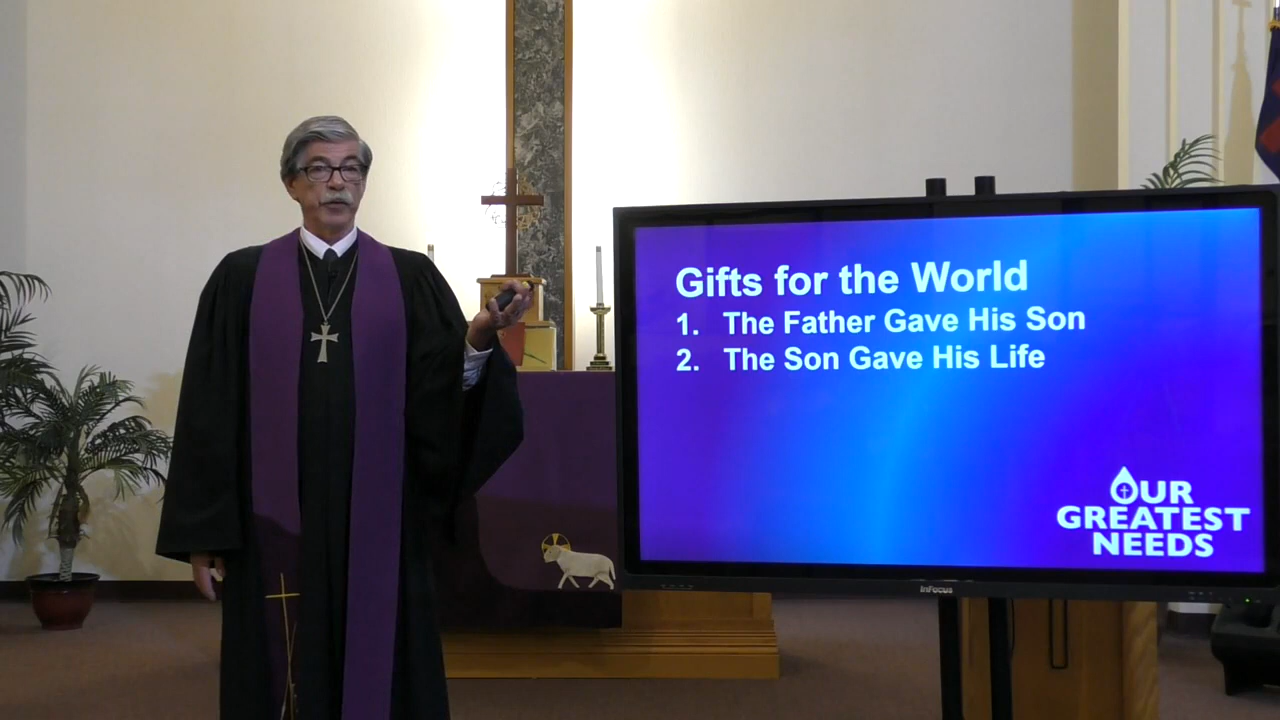 Gifts for the World
1. The Father Gave His Son
2. The Son Gave His Life
OUR
GREATEST
NEEDS
InFocus